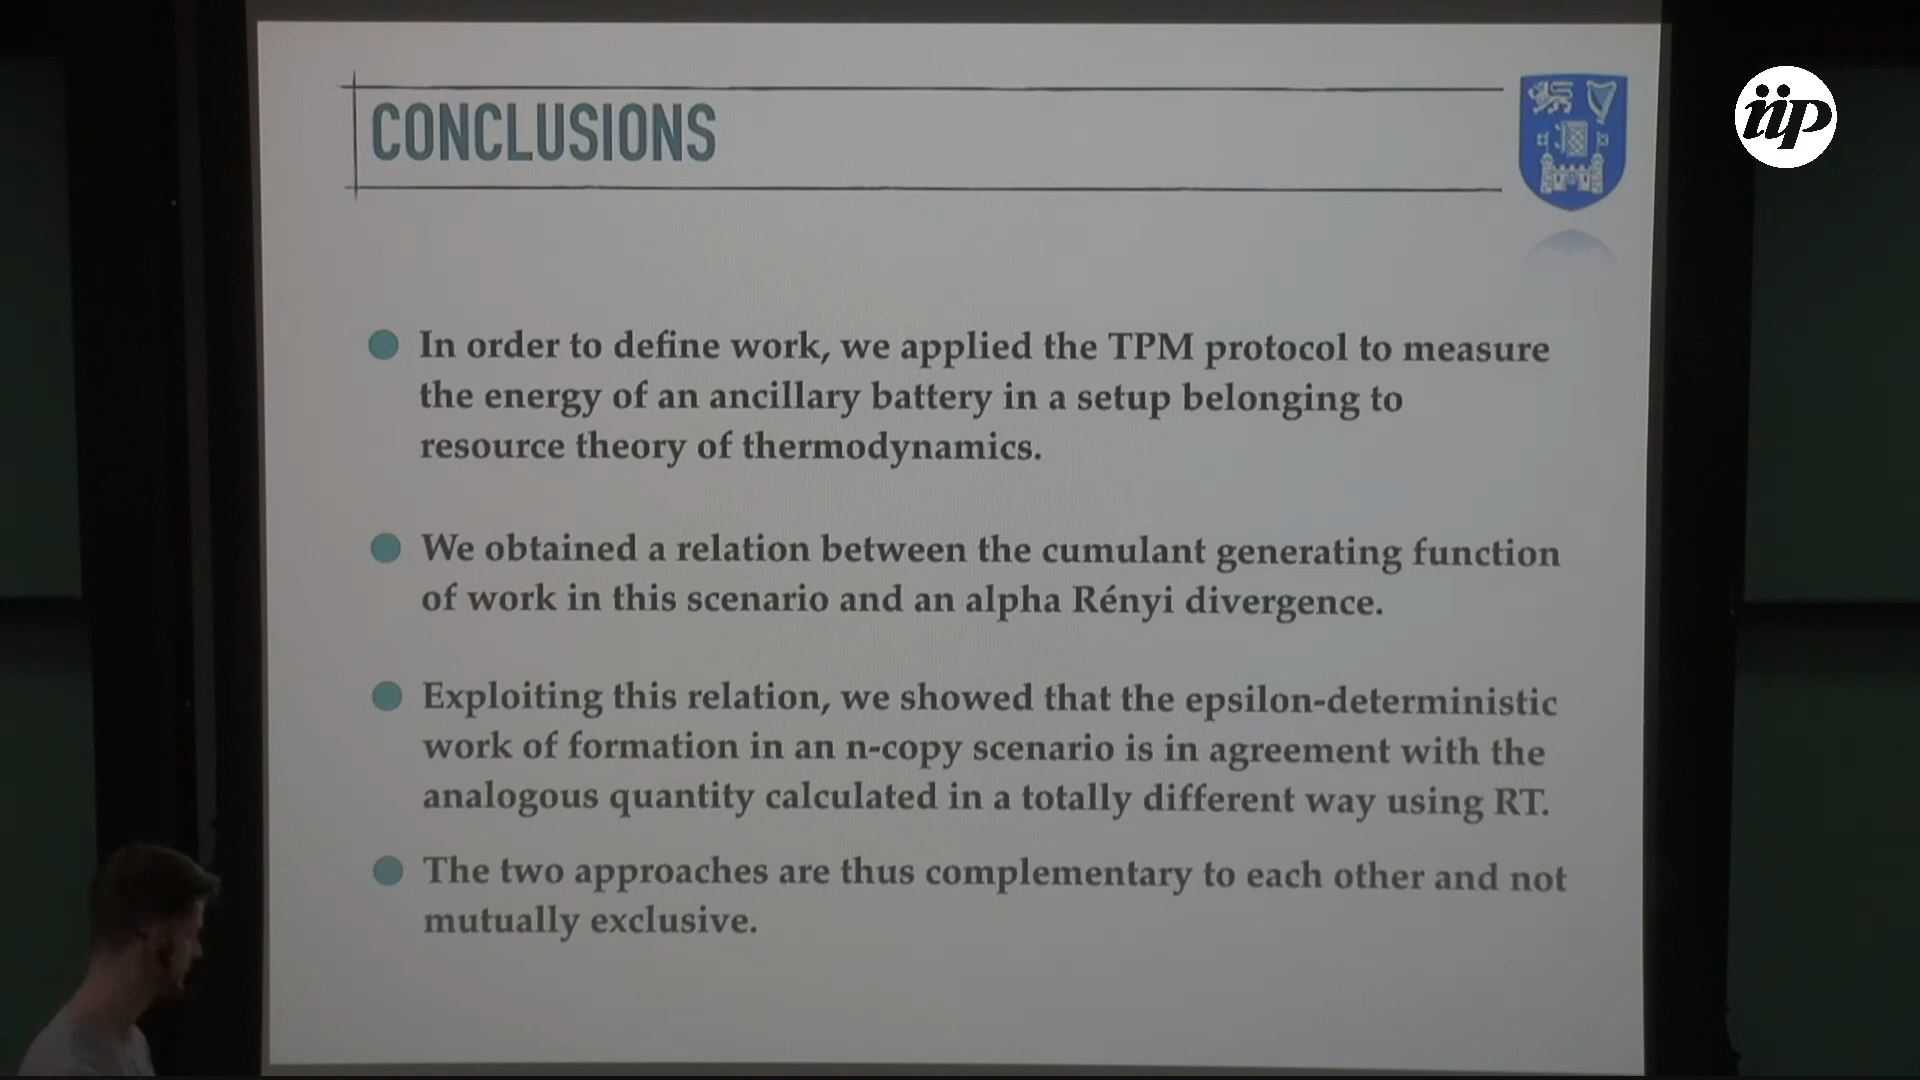 CONCLUSIONS
iip
In order to define work, we applied the TPM protocol to measure
the energy of an ancillary battery in a setup belonging to
resource theory of thermodynamics.
We obtained a relation between the cumulant generating function
of work in this scenario and an alpha Rényi divergence.
Exploiting this relation, we showed that the epsilon-deterministic
work of formation in an n-copy scenario is in agreement with the
analogous quantity calculated in a totally different way using RT.
The two approaches are thus complementary to each other and not
mutually exclusive.